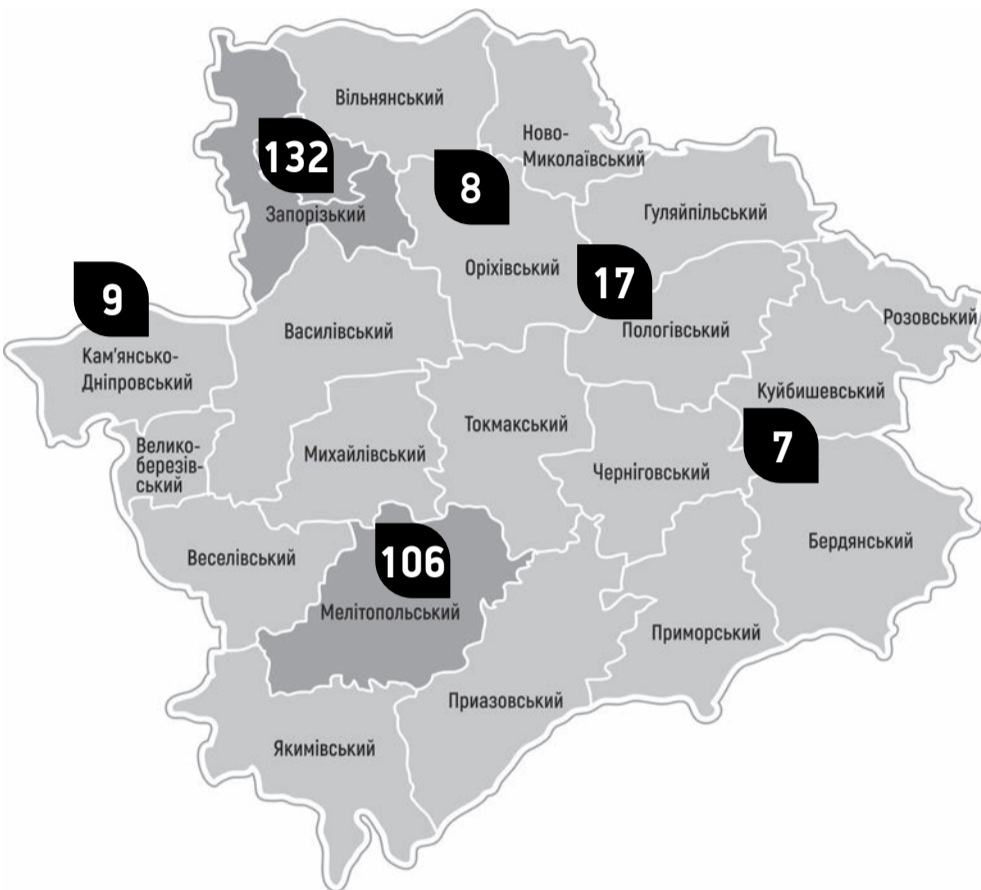 Вільнянський
Ново-
Миколаївський
132
8
Запорізький
Гуляйпільський
Оріхівський
17
9
Василівський
Пологівський
Розовський
Кам'янсько-
Дніпровський
Куйбишевський
Токмакський
Велико-
березів-
ський
Михайлівський
7
Черніговський
Веселівський
106
Бердянський
Мелітопольський
Приморський
Приазовський
Якимівський